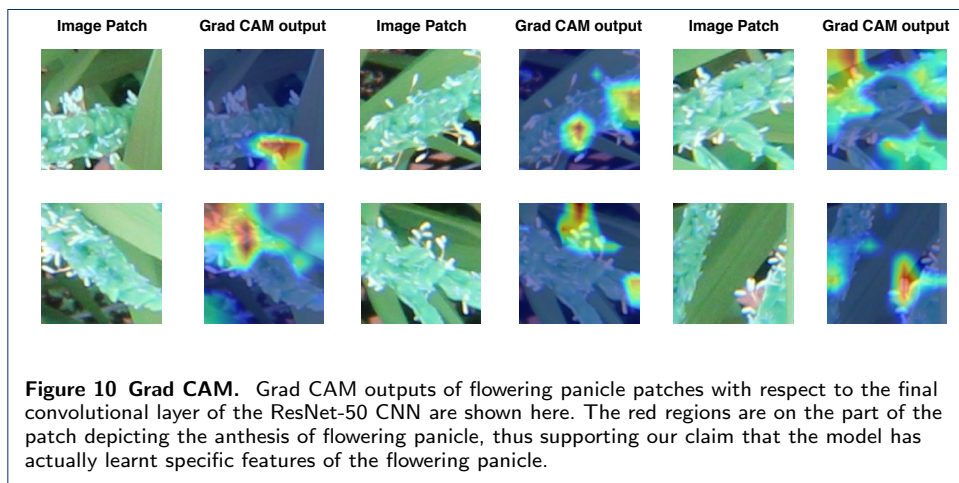 Image Patch Grad CAM output Image Patch Grad CAM output Image Patch Grad CAM output
Figure 10 Grad CAM. Grad CAM outputs of flowering panicle patches with respect to the final
convolutional layer of the ResNet-50 CNN are shown here. The red regions are on the part of the
patch depicting the anthesis of flowering panicle, thus supporting our claim that the model has
actually learnt specific features of the flowering panicle.